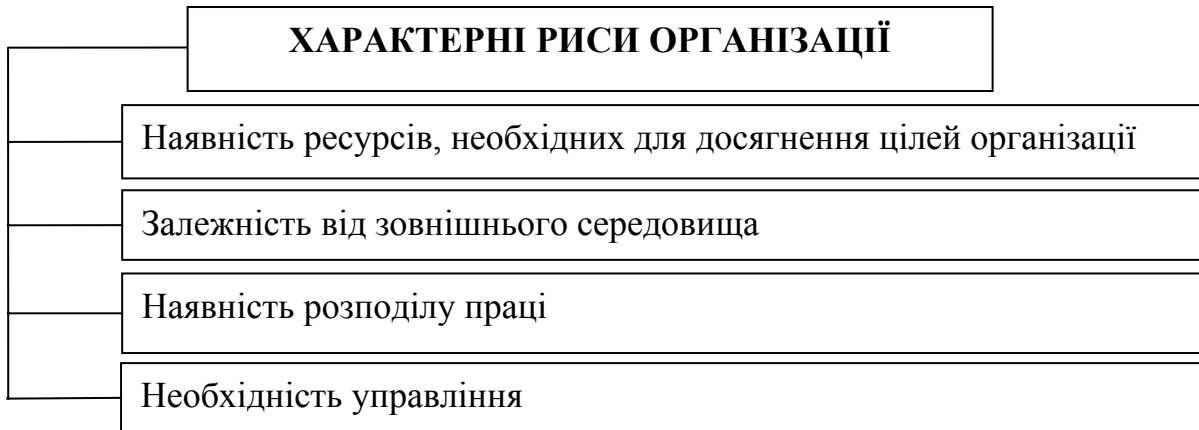 ХАРАКТЕРНІ РИСИ ОРГАНІЗАЦІЇ
Наявність ресурсів, необхідних для досягнення цілей організації
Залежність від зовнішнього середовища
Наявність розподілу праці
Необхідність управління